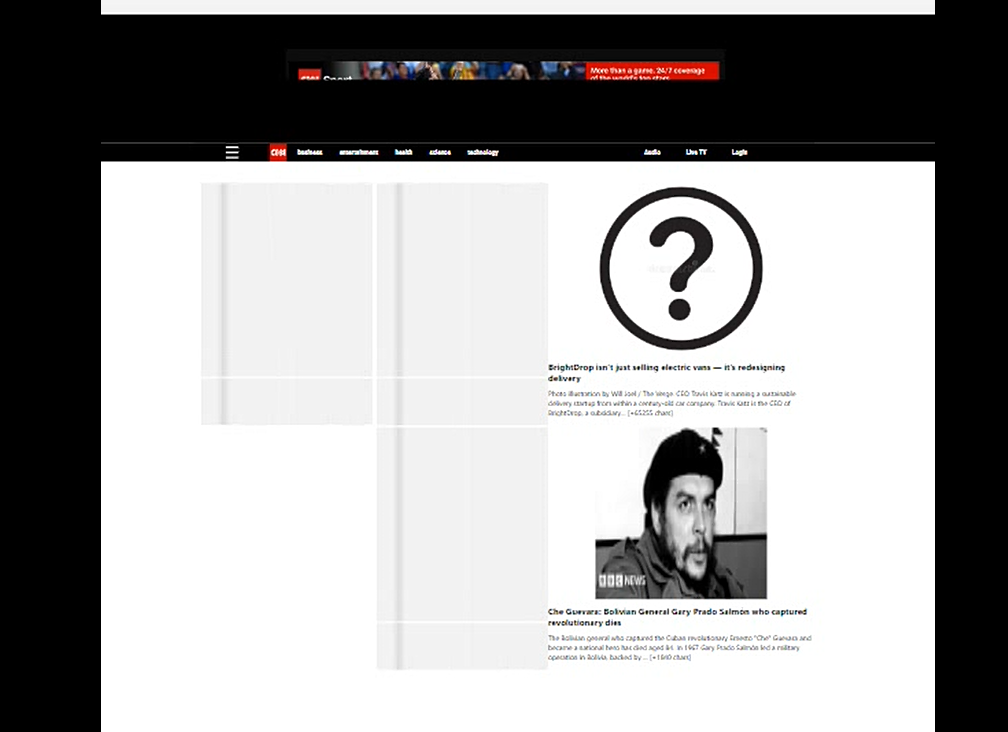 CNN Sport
More than a game. 24/7 coverage
of the world's top stars
CNN business entertainment health science technology Audio Live TV Login
BrightDrop isn't just selling electric vans — it's redesigning
delivery
Photo illustration by Will Joel / The Verge. CEO Travis Katz is running a sustainable
delivery startup from within a century-old car company. Travis Katz is the CEO of
BrightDrop, a subsidiary… [+65255 chars]
BBC NEWS
Che Guevara: Bolivian General Gary Prado Salmón who captured
revolutionary dies
The Bolivian general who captured the Cuban revolutionary Ernesto "Che" Guevara and
became a national hero has died aged 84. In 1967 Gary Prado Salmón led a military
operation in Bolivia, backed by … [+1840 chars]